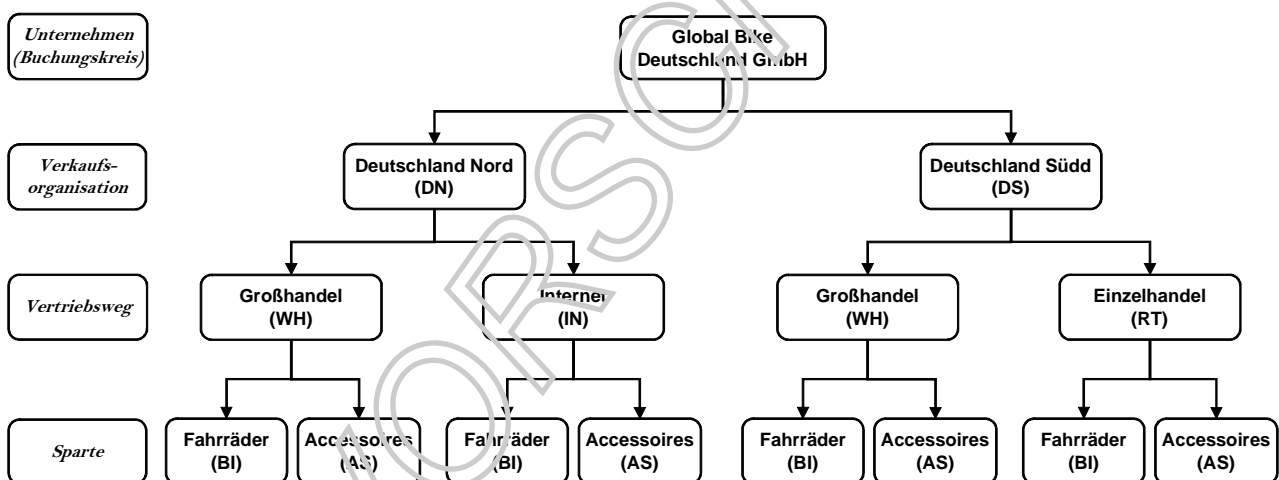 Unternehmen
(Buchungskreis)
Global Bike
Deutschland GmbH
Verkaufs-
organisation
Deutschland Nord
(DN)
Deutschland Südd
(DS)
Vertriebsweg
Großhandel
(WH)
Internet
(IN)
Großhandel
(WH)
Einzelhandel
(RT)
Sparte
Fahrräder
(BI)
Accessoires
(AS)
Fahrräder
(BI)
Accessoires
(AS)
Fahrräder
(BI)
Accessoires
(AS)
Fahrräder
(BI)
Accessoires
(AS)